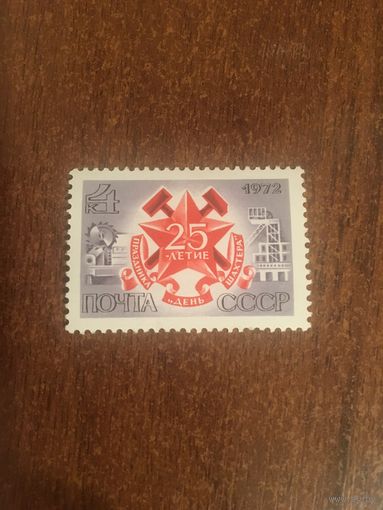 4
К
1972
25
-ЛЕТИЕ
ПРАЗДНИКА
„ДЕНЬ
ШАХТЕРА"
ПОЧТА СССР